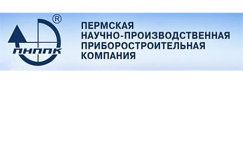 ПНППК
®
ПЕРМСКАЯ
НАУЧНО-ПРОИЗВОДСТВЕННАЯ
ПРИБОРОСТРОИТЕЛЬНАЯ
КОМПАНИЯ